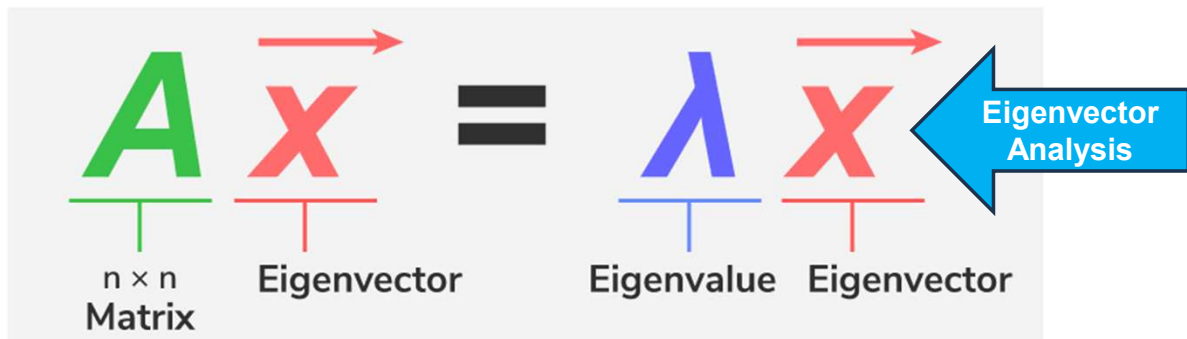 A x = λ x
Eigenvector
Analysis
n × n
Matrix
Eigenvector
Eigenvalue
Eigenvector